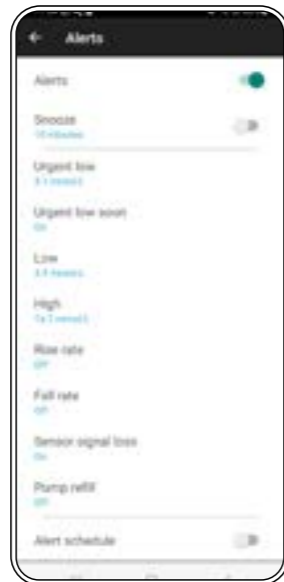 Alerts
Alerts
Snooze
Urgent low
Urgent low soon
On
Low
High
Rise rate
Off
Fall rate
Off
Sensor signal loss
On
Pump refill
Off
Alert schedule